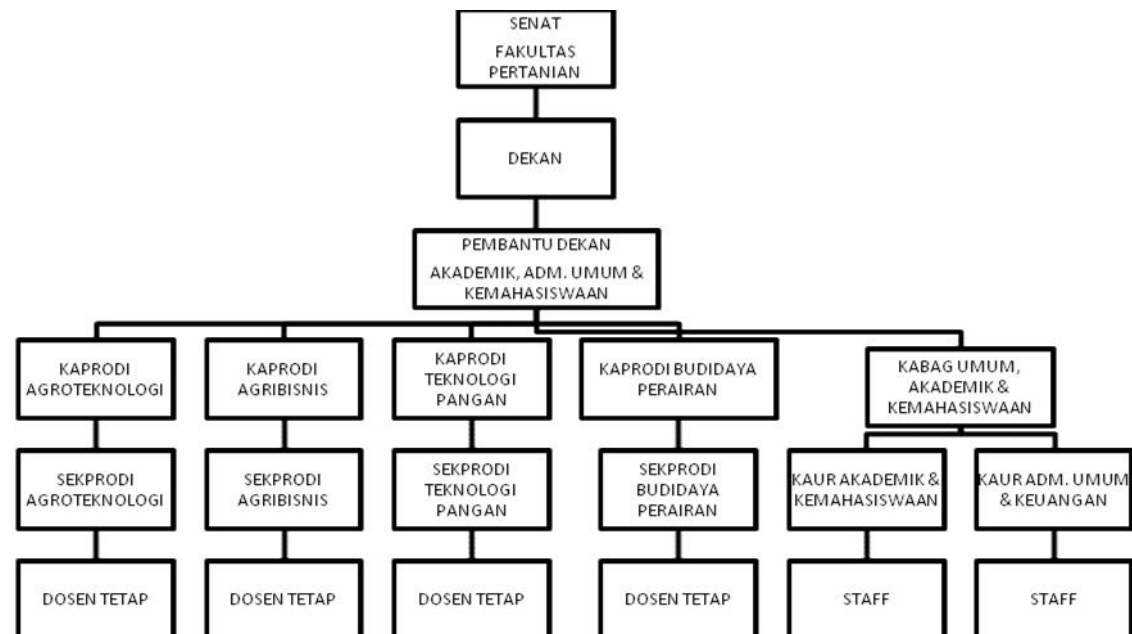 SENAT
FAKULTAS
PERTANIAN
DEKAN
PEMBANTU DEKAN
AKADEMIK, ADM. UMUM &
KEMAHASISWAAN
KAPRODI
AGROTEKNOLOGI
KAPRODI
AGRIBISNIS
KAPRODI
TEKNOLOGI
PANGAN
KAPRODI BUDIDAYA
PERAIRAN
KABAG UMUM,
AKADEMIK &
KEMAHASISWAAN
SEKPRODI
AGROTEKNOLOGI
SEKPRODI
AGRIBISNIS
SEKPRODI
TEKNOLOGI
PANGAN
SEKPRODI
BUDIDAYA
PERAIRAN
KAUR AKADEMIK &
KEMAHASISWAAN
KAUR ADM. UMUM
& KEUANGAN
DOSEN TETAP
DOSEN TETAP
DOSEN TETAP
DOSEN TETAP
STAFF
STAFF